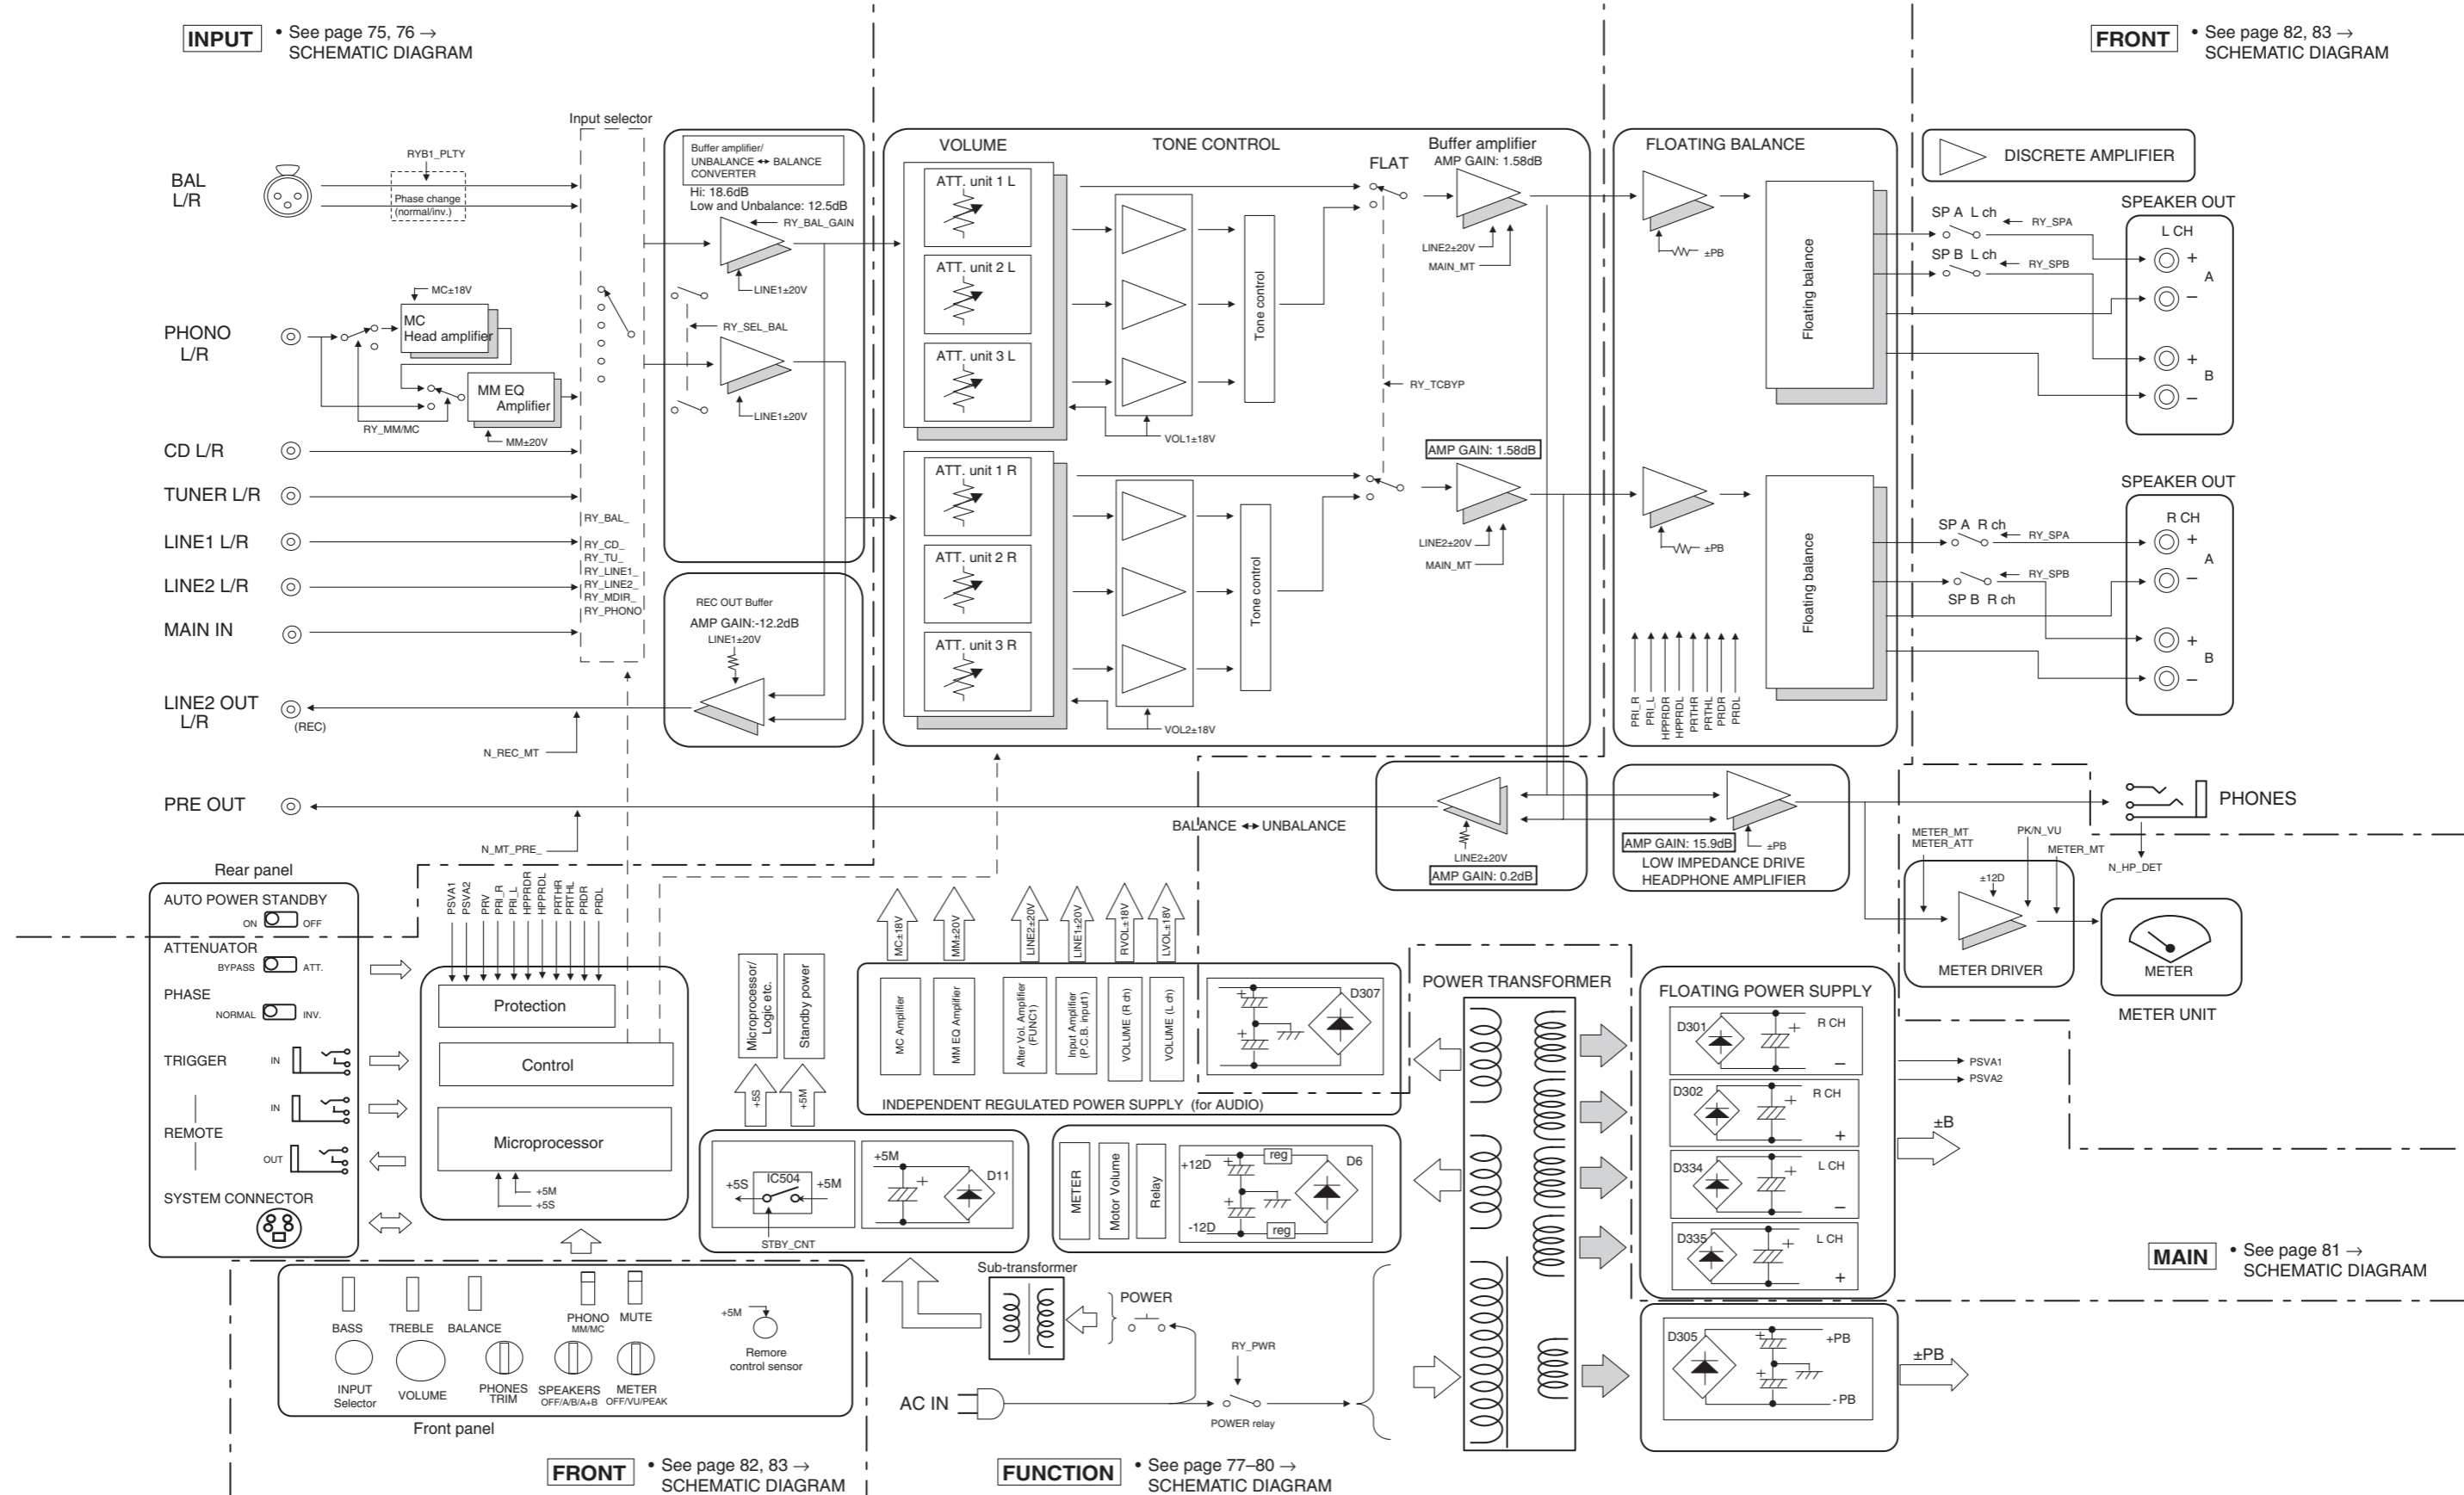 INPUT
• See page 75, 76 →
SCHEMATIC DIAGRAM
FRONT
• See page 82, 83 →
SCHEMATIC DIAGRAM
Input selector
BAL
L/R
RYB1_PLTY
Phase change
(normal/inv.)
PHONO
L/R
MC±18V
MC
Head amplifier
MM EQ
Amplifier
RY_MM/MC
MM±20V
CD L/R
TUNER L/R
LINE1 L/R
LINE2 L/R
MAIN IN
LINE2 OUT
L/R
(REC)
N_REC_MT
PRE OUT
N_MT_PRE_
RY_BAL_
RY_CD_
RY_TU_
RY_LINE1_
RY_LINE2_
RY_MDIR_
RY_PHONO
Buffer amplifier/
UNBALANCE ↔ BALANCE
CONVERTER
Hi: 18.6dB
Low and Unbalance: 12.5dB
RY_BAL_GAIN
LINE1±20V
RY_SEL_BAL
LINE1±20V
REC OUT Buffer
AMP GAIN:-12.2dB
LINE1±20V
VOLUME
TONE CONTROL
FLAT
Buffer amplifier
AMP GAIN: 1.58dB
ATT. unit 1 L
ATT. unit 2 L
ATT. unit 3 L
Tone control
VOL1±18V
LINE2±20V
MAIN_MT
RY_TCBYP
AMP GAIN: 1.58dB
ATT. unit 1 R
ATT. unit 2 R
ATT. unit 3 R
Tone control
VOL2±18V
LINE2±20V
MAIN_MT
FLOATING BALANCE
±PB
Floating balance
±PB
Floating balance
PRI_R
PRI_L
HPPRDR
HPPRDL
PRTHR
PRTHL
PRDR
PRDL
DISCRETE AMPLIFIER
SPEAKER OUT
L CH
SP A L ch
RY_SPA
SP B L ch
RY_SPB
+
A
–
+
B
–
SPEAKER OUT
R CH
SP A R ch
RY_SPA
RY_SPB
SP B R ch
+
A
–
+
B
–
BALANCE ↔ UNBALANCE
LINE2±20V
AMP GAIN: 0.2dB
AMP GAIN: 15.9dB
±PB
LOW IMPEDANCE DRIVE
HEADPHONE AMPLIFIER
PHONES
N_HP_DET
METER_MT
METER_ATT
PK/N_VU
METER_MT
±12D
METER DRIVER
METER
METER UNIT
Rear panel
AUTO POWER STANDBY
ON OFF
ATTENUATOR
BYPASS ATT.
PHASE
NORMAL INV.
TRIGGER
IN
IN
REMOTE
OUT
SYSTEM CONNECTOR
PSVA1
PSVA2
PRV
PRI_R
PRI_L
HPPRDR
HPPRDL
PRTHR
PRTHL
PRDR
PRDL
Protection
Control
Microprocessor
+5M
+5S
Microprocessor/
Logic etc.
Standby power
+5S
+5M
MC±18V
MM±20V
LINE2±20V
LINE1±20V
RVOL±18V
LVOL±18V
MC Amplifier
MM EQ Amplifier
After Vol. Amplifier
(FUNC1)
Input Amplifier
(P.C.B. input1)
VOLUME (R ch)
VOLUME (L ch)
+
+
D307
INDEPENDENT REGULATED POWER SUPPLY (for AUDIO)
+5S
IC504
+5M
STBY_CNT
+5M
+
D11
METER
Motor Volume
Relay
+12D
+
reg
D6
+
-12D
reg
POWER TRANSFORMER
FLOATING POWER SUPPLY
D301
+
R CH
–
D302
+
R CH
+
D334
+
L CH
–
D335
+
L CH
+
PSVA1
PSVA2
±B
MAIN
• See page 81 →
SCHEMATIC DIAGRAM
D305
+
+PB
+
- PB
±PB
Sub-transformer
POWER
RY_PWR
AC IN
POWER relay
BASS
TREBLE
BALANCE
PHONO
MM/MC
MUTE
+5M
Remore
control sensor
INPUT
Selector
VOLUME
PHONES
TRIM
SPEAKERS
OFF/A/B/A+B
METER
OFF/VU/PEAK
Front panel
FRONT
• See page 82, 83 →
SCHEMATIC DIAGRAM
FUNCTION
• See page 77–80 →
SCHEMATIC DIAGRAM